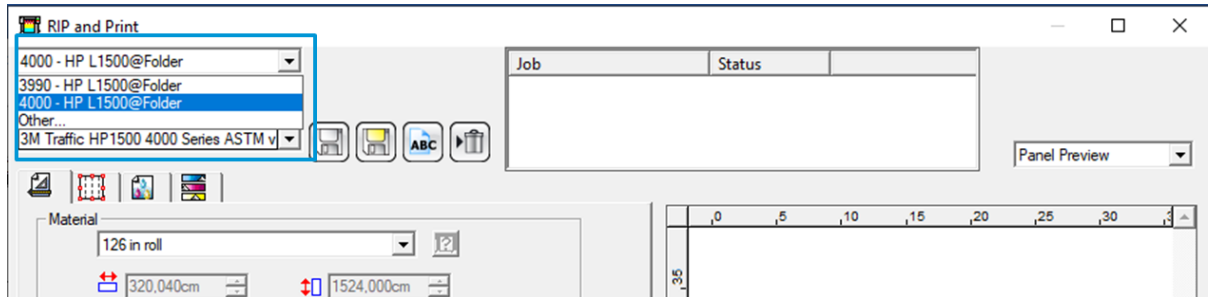 RIP and Print
4000 - HP L1500@Folder
3990 - HP L1500@Folder
4000 - HP L1500@Folder
Other...
3M Traffic HP1500 4000 Series ASTM v
Job Status
ABC
Panel Preview
Material
126 in roll
320,040cm 1524,000cm
,0 ,5 ,10 ,15 ,20 ,25 ,30
,35